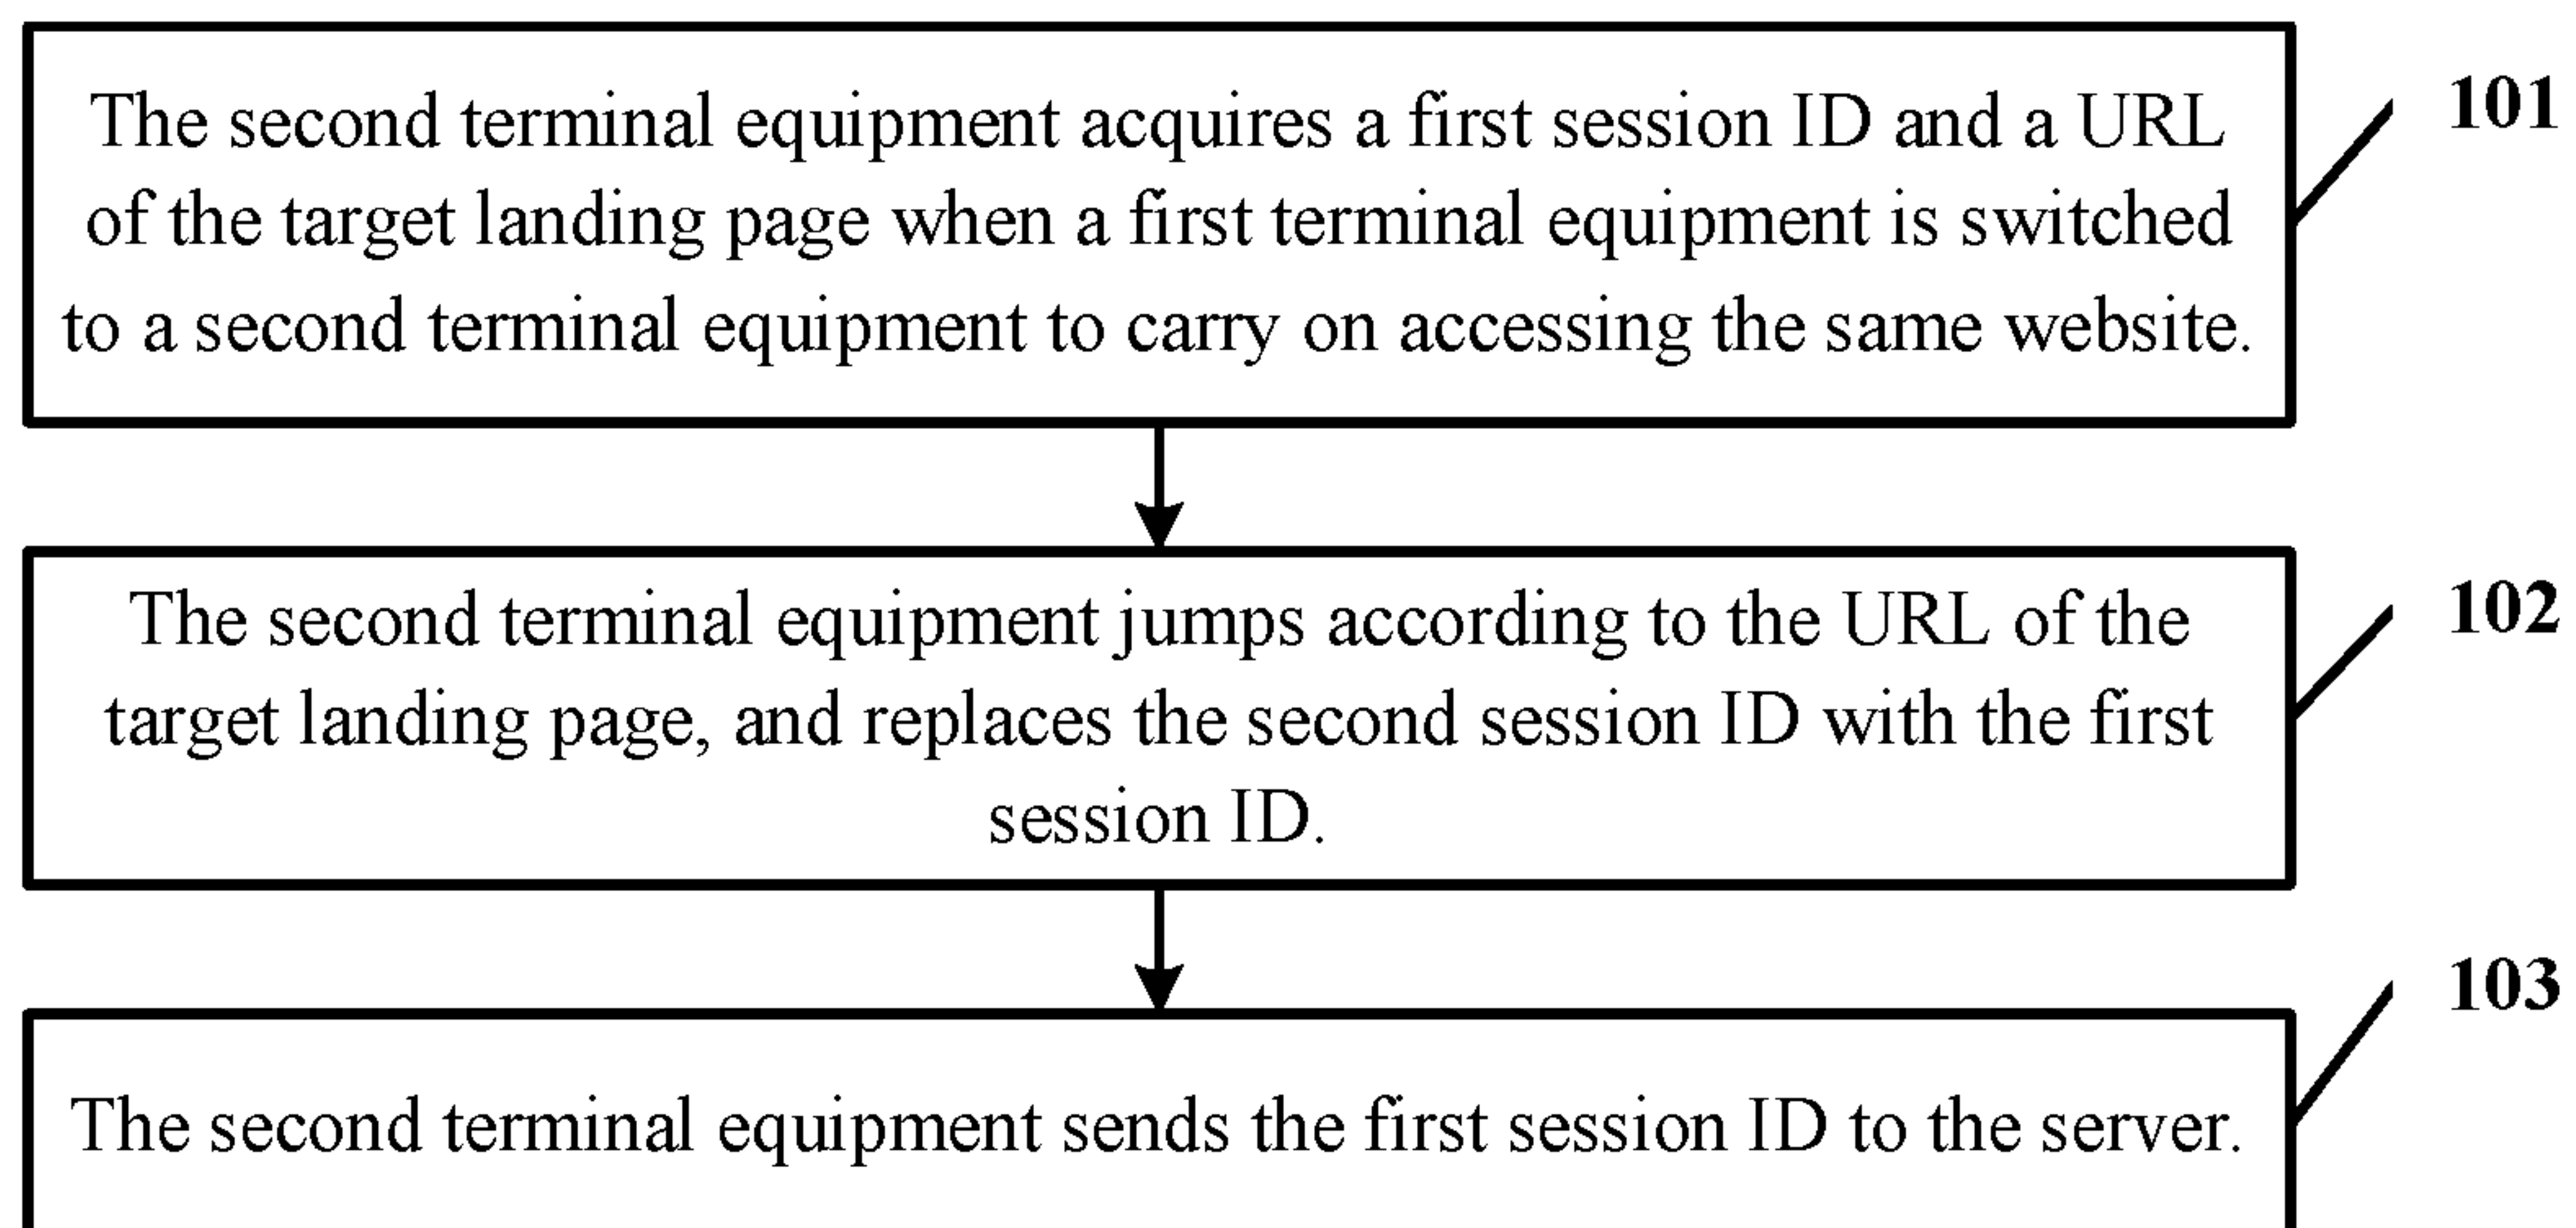 The second terminal equipment acquires a first session ID and a URL
of the target landing page when a first terminal equipment is switched
to a second terminal equipment to carry on accessing the same website.
101
The second terminal equipment jumps according to the URL of the
target landing page, and replaces the second session ID with the first
session ID.
102
The second terminal equipment sends the first session ID to the server.
103